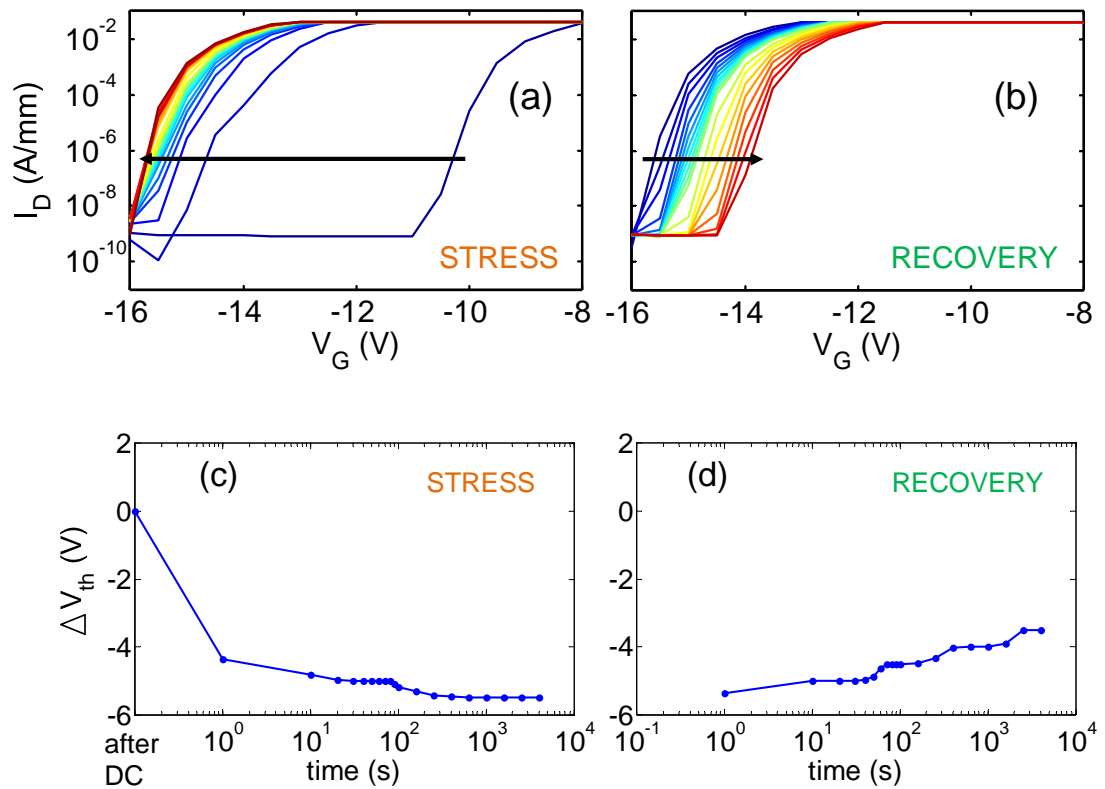 (a)
STRESS
I_D (A/mm)
10^-2
10^-4
10^-6
10^-8
10^-10
-16 -14 -12 -10 -8
V_G (V)
(b)
RECOVERY
-16 -14 -12 -10 -8
V_G (V)
(c)
STRESS
△ V_th (V)
2
0
-2
-4
-6
after DC
10^0 10^1 10^2 10^3 10^4
time (s)
(d)
RECOVERY
2
0
-2
-4
-6
10^-1 10^0 10^1 10^2 10^3 10^4
time (s)